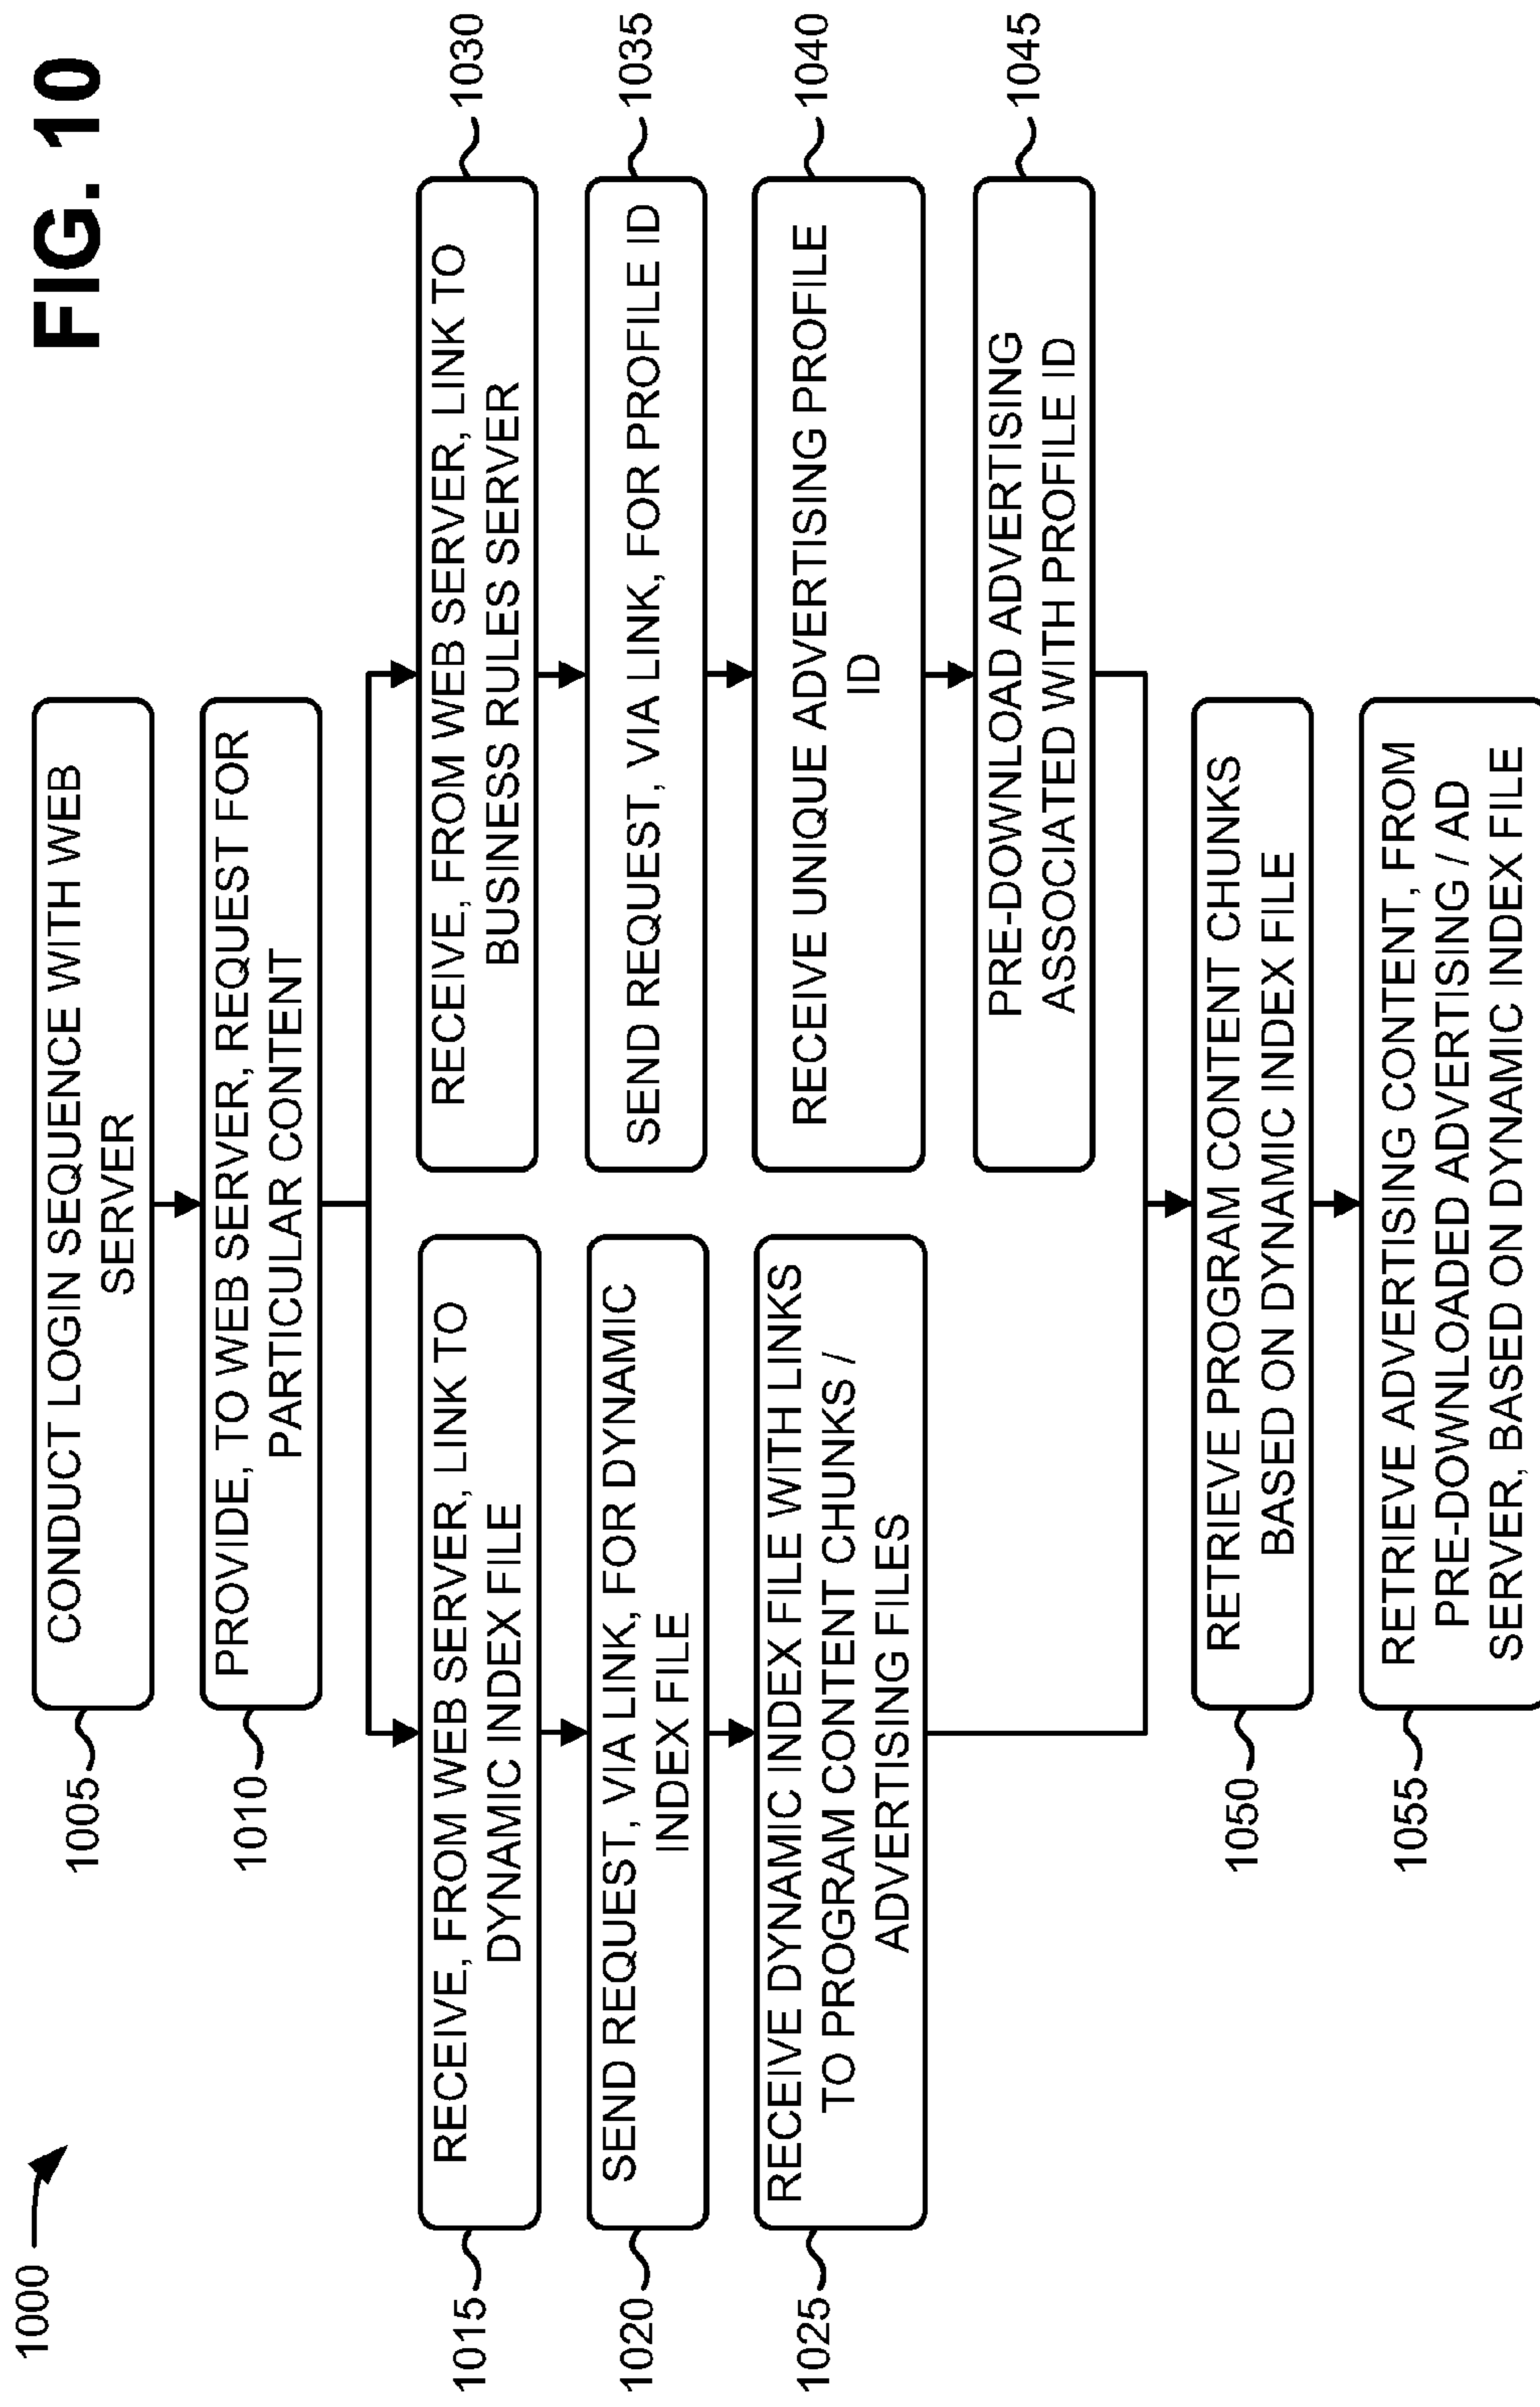 FIG. 10
1000
1005
CONDUCT LOGIN SEQUENCE WITH WEB
SERVER
1010
PROVIDE, TO WEB SERVER, REQUEST FOR
PARTICULAR CONTENT
1015
RECEIVE, FROM WEB SERVER, LINK TO
DYNAMIC INDEX FILE
1020
SEND REQUEST, VIA LINK, FOR DYNAMIC
INDEX FILE
1025
RECEIVE DYNAMIC INDEX FILE WITH LINKS
TO PROGRAM CONTENT CHUNKS /
ADVERTISING FILES
1030
RECEIVE, FROM WEB SERVER, LINK TO
BUSINESS RULES SERVER
1035
SEND REQUEST, VIA LINK, FOR PROFILE ID
1040
RECEIVE UNIQUE ADVERTISING PROFILE
ID
1045
PRE-DOWNLOAD ADVERTISING
ASSOCIATED WITH PROFILE ID
1050
RETRIEVE PROGRAM CONTENT CHUNKS
BASED ON DYNAMIC INDEX FILE
1055
RETRIEVE ADVERTISING CONTENT, FROM
PRE-DOWNLOADED ADVERTISING / AD
SERVER, BASED ON DYNAMIC INDEX FILE